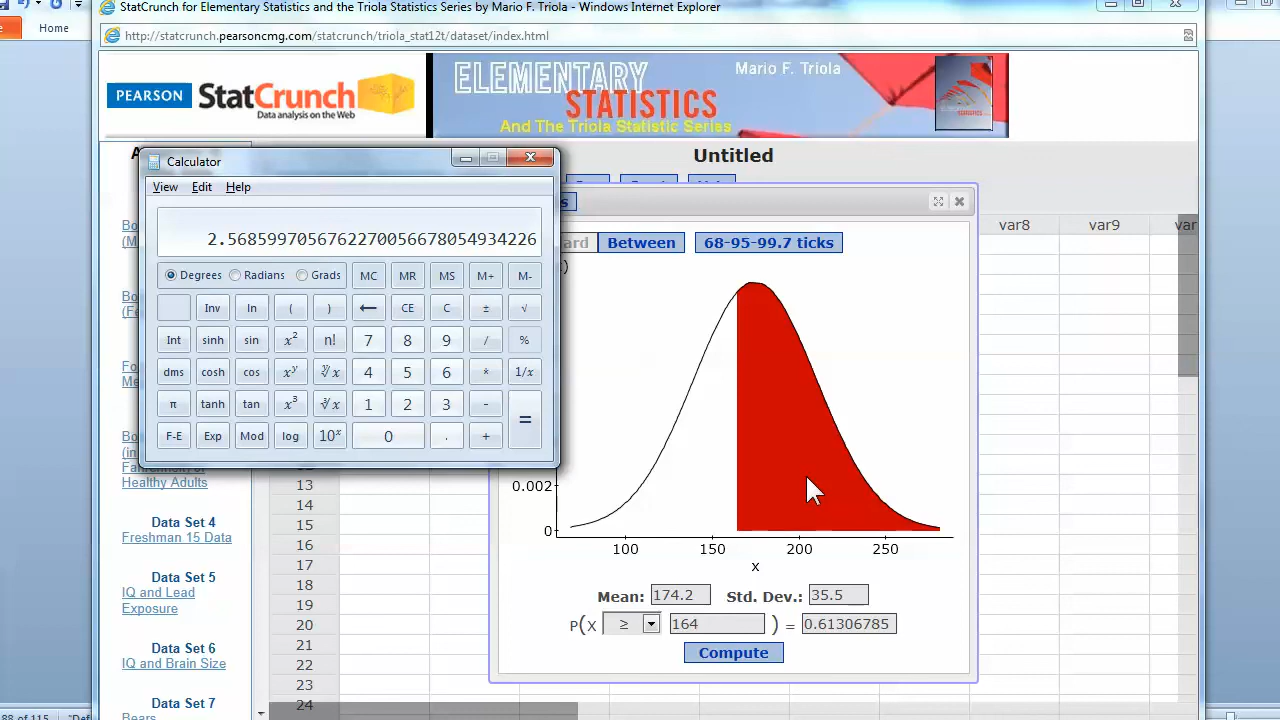 StatCrunch for Elementary Statistics and the Triola Statistics Series by Mario F. Triola - Windows Internet Explorer
Home
http://statcrunch.pearsoncmg.com/statcrunch/triola_stat12t/dataset/index.html
PEARSON StatCrunch
Data analysis on the Web
ELEMENTARY
STATISTICS
And The Triola Statistic Series
Mario F. Triola
Untitled
Calculator
View Edit Help
2.5685997056762270056678054934226
Degrees Radians Grads MC MR MS M+ M-
Inv ln ( ) ← CE C ± √
Int sinh sin x² n! 7 8 9 / %
dms cosh cos xʸ ʸ√x 4 5 6 * 1/x
π tanh tan x³ ³√x 1 2 3 - =
F-E Exp Mod log 10ˣ 0 . +
Between 68-95-99.7 ticks
var8 var9
0.002
0
100 150 200 250
x
Mean: 174.2 Std. Dev.: 35.5
P(X ≥ 164 ) = 0.61306785
Compute
Healthy Adults
Data Set 4
Freshman 15 Data
Data Set 5
IQ and Lead
Exposure
Data Set 6
IQ and Brain Size
Data Set 7
Bears
13
14
15
16
17
18
19
20
21
22
23
24
88 of 115